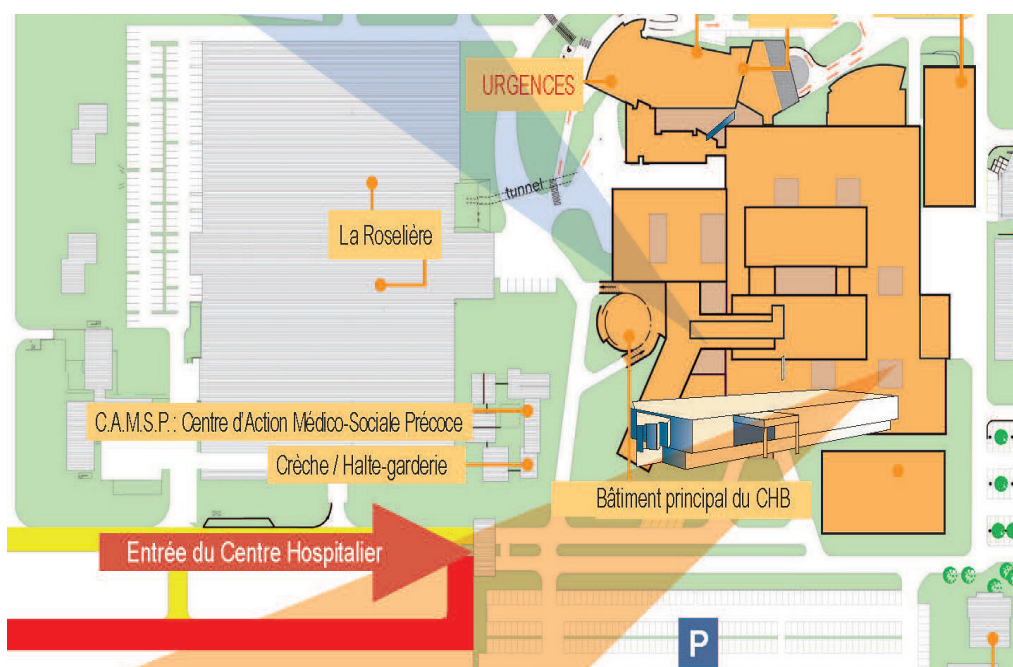 URGENCES
tunnel
La Roselière
C.A.M.S.P.: Centre d'Action Médico-Sociale Précoce
Crèche / Halte-garderie
Bâtiment principal du CHB
Entrée du Centre Hospitalier
P